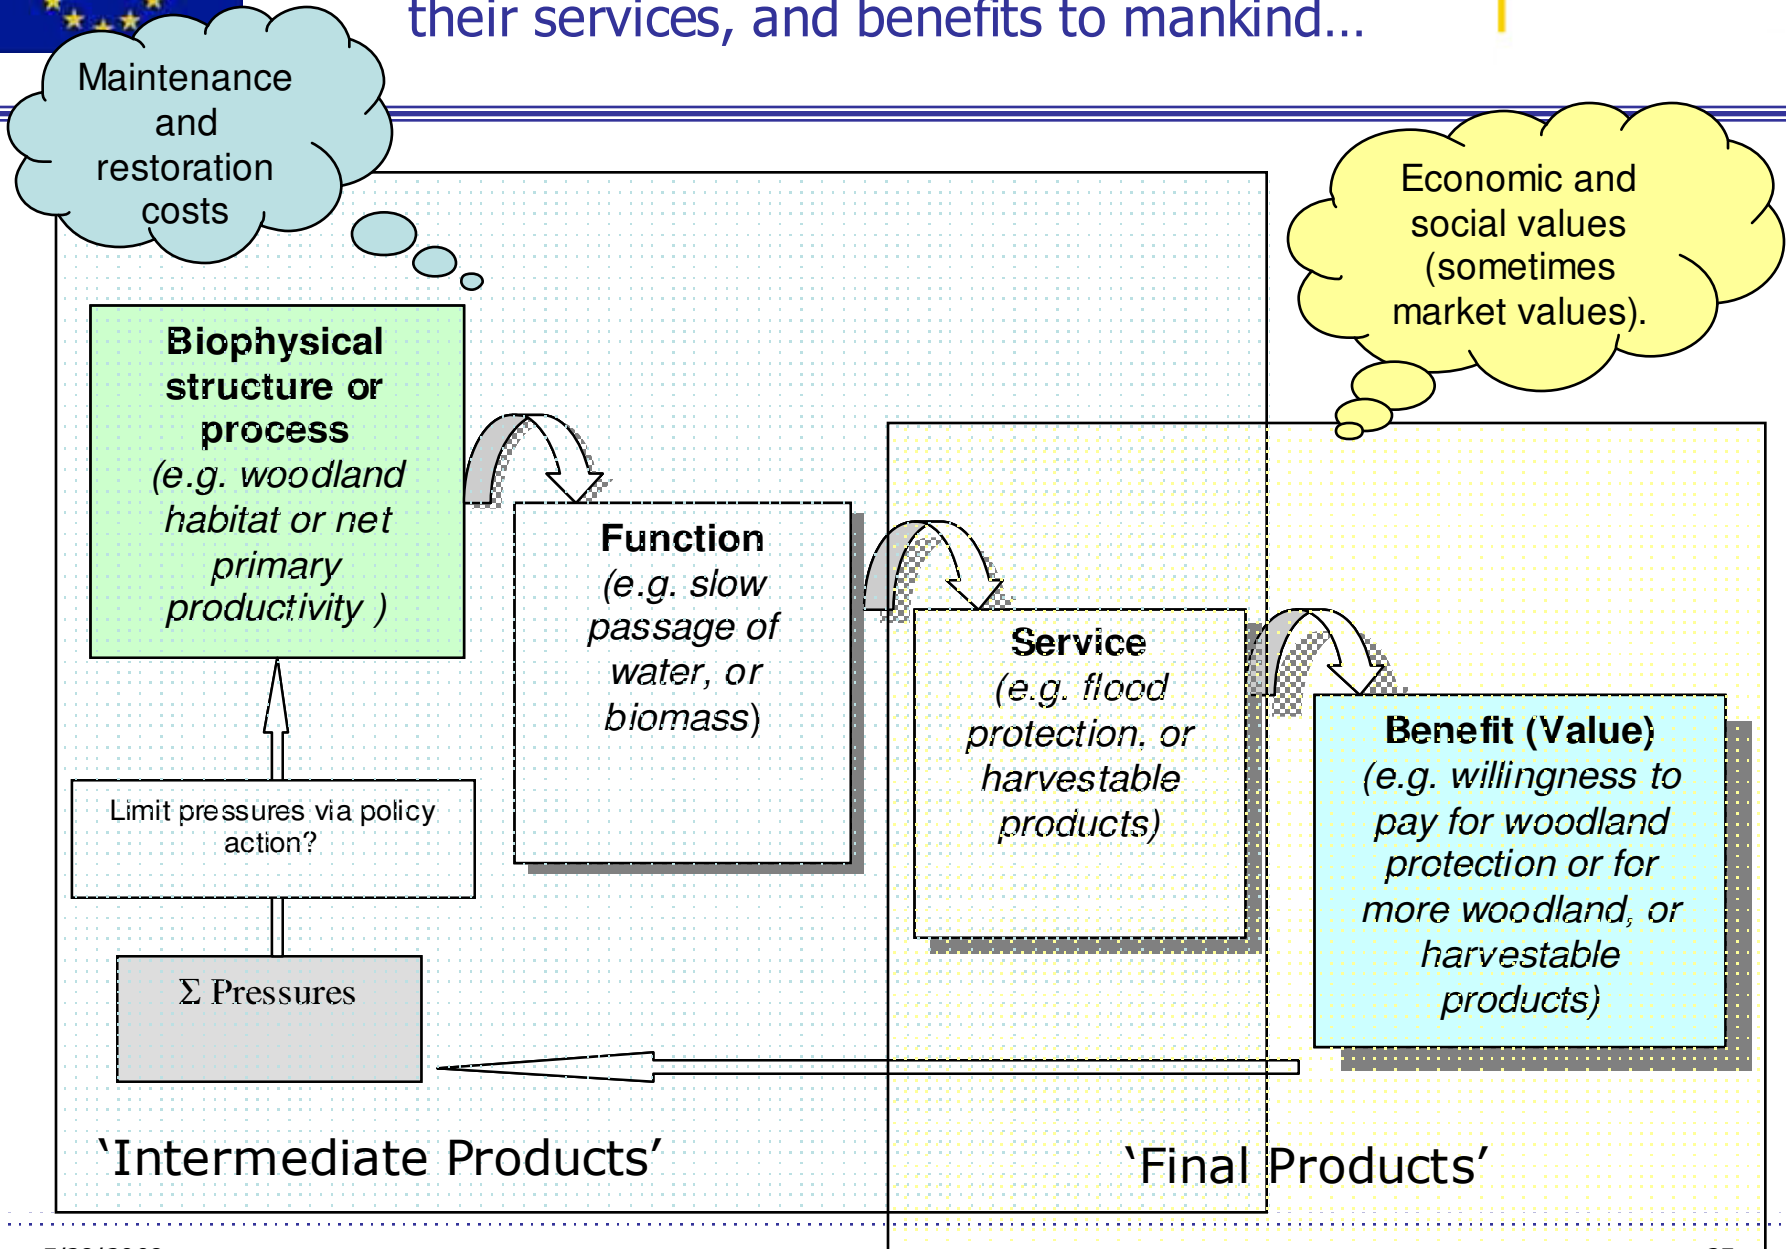 their services, and benefits to mankind…
Maintenance
and
restoration
costs
Economic and
social values
(sometimes
market values).
Biophysical
structure or
process
(e.g. woodland
habitat or net
primary
productivity )
Function
(e.g. slow
passage of
water, or
biomass)
Service
(e.g. flood
protection. or
harvestable
products)
Benefit (Value)
(e.g. willingness to
pay for woodland
protection or for
more woodland, or
harvestable
products)
Limit pressures via policy
action?
Σ Pressures
‘Intermediate Products’
‘Final Products’